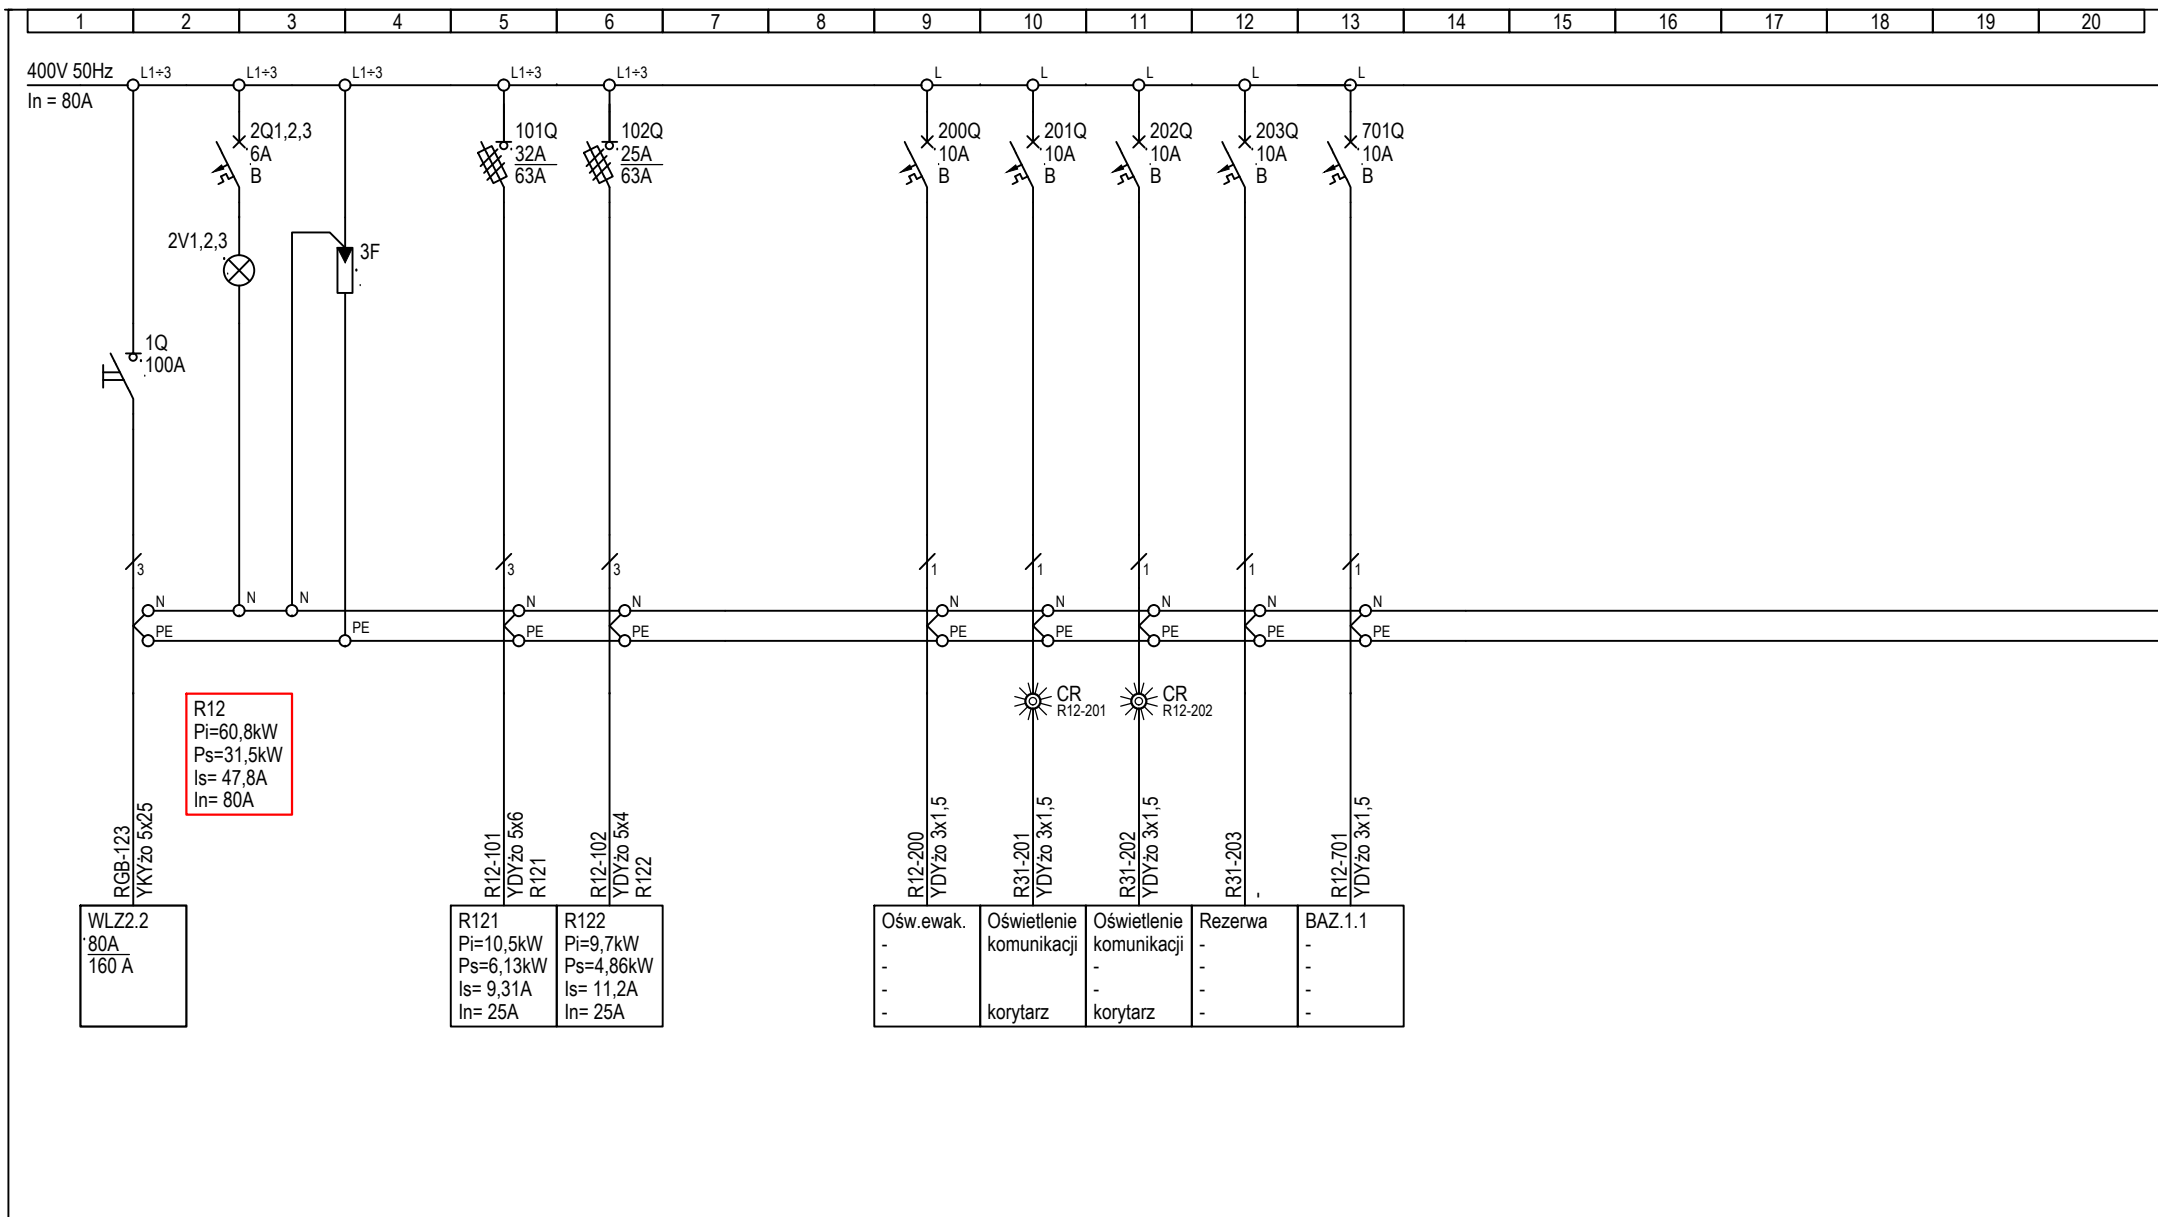 1 2 3 4 5 6 7 8 9 10 11 12 13 14 15 16 17 18 19 20
400V 50Hz
In = 80A
L1÷3 L1÷3 L1÷3 L1÷3 L1÷3 L L L L L
2Q1,2,3
6A
B
101Q
32A
63A
102Q
25A
63A
200Q
10A
B
201Q
10A
B
202Q
10A
B
203Q
10A
B
701Q
10A
B
2V1,2,3
3F
1Q
100A
3 3 3 1 1 1 1 1
N N N N N N N N N N
PE PE PE PE PE PE PE PE PE
R12
Pi=60,8kW
Ps=31,5kW
Is= 47,8A
In= 80A
CR
R12-201
CR
R12-202
RGB-123
YKYżo 5x25
R12-101
YDYżo 5x6
R121
R12-102
YDYżo 5x4
R122
R12-200
YDYżo 3x1,5
R31-201
YDYżo 3x1,5
R31-202
YDYżo 3x1,5
R31-203
-
R12-701
YDYżo 3x1,5
WLZ2.2
80A
160 A
R121
Pi=10,5kW
Ps=6,13kW
Is= 9,31A
In= 25A
R122
Pi=9,7kW
Ps=4,86kW
Is= 11,2A
In= 25A
Ośw.ewak.
-
-
-
-
Oświetlenie
komunikacji
korytarz
Oświetlenie
komunikacji
-
-
korytarz
Rezerwa
-
-
-
-
BAZ.1.1
-
-
-
-